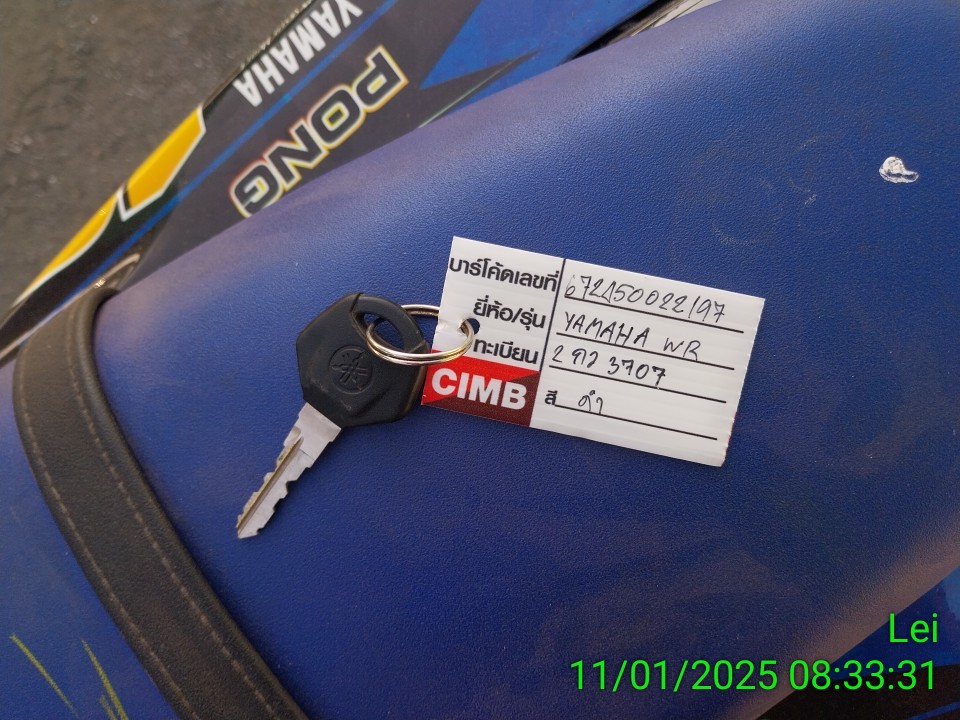 YAMAHA
PONG
บาร์โค้ดเลขที่ 672450022197
ยี่ห้อ/รุ่น YAMAHA WR
ทะเบียน 2 ขว 3707
CIMB
สี ดำ
Lei
11/01/2025 08:33:31